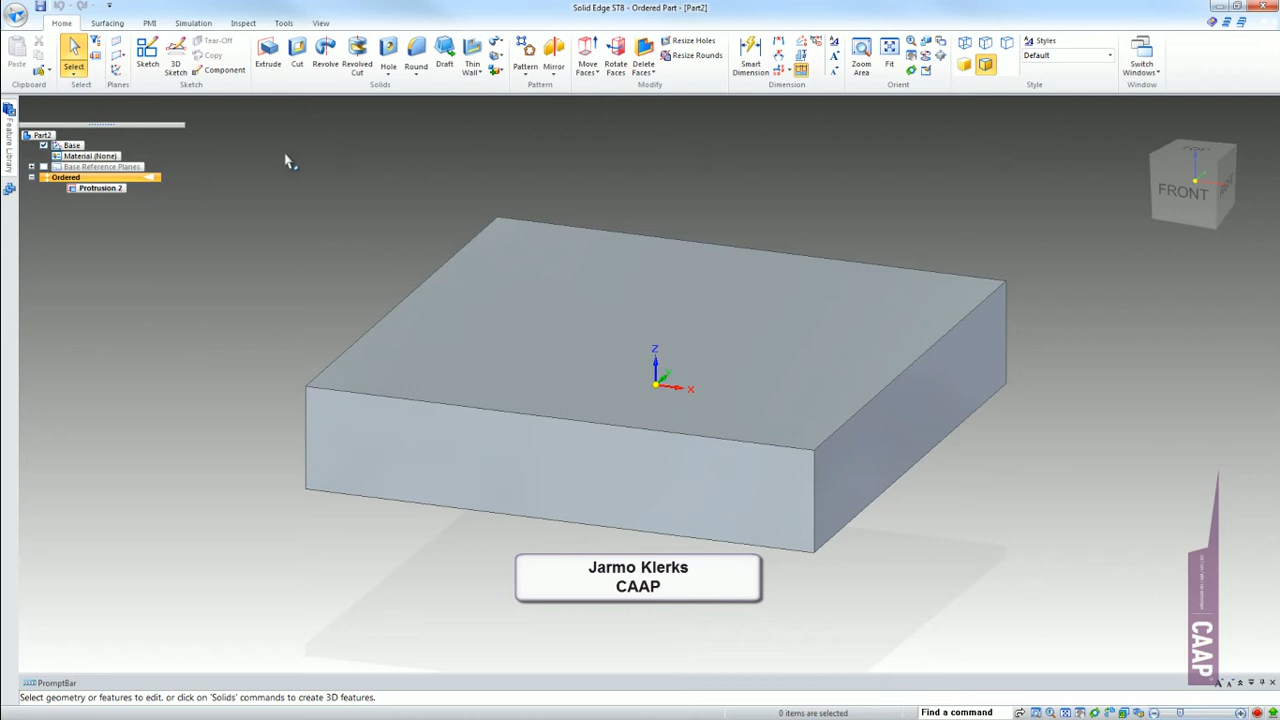 Solid Edge ST8 - Ordered Part - [Part2]
Home Surfacing PMI Simulation Inspect Tools View
Paste
Select
Sketch
3D Sketch
Tear-Off
Copy
Component
Extrude
Cut
Revolve
Revolved Cut
Hole
Round
Draft
Thin Wall
Pattern
Mirror
Move Faces
Rotate Faces
Delete Faces
Resize Holes
Resize Rounds
Smart Dimension
Zoom Area
Fit
Styles
Default
Switch Windows
Clipboard Select Planes Sketch Solids Pattern Modify Dimension Orient Style Window
Feature Library
Part2
Base
Material (None)
Base Reference Planes
Ordered
Protrusion 2
TOP
FRONT
Z
X
Jarmo Klerks
CAAP
CAAP
PromptBar
Select geometry or features to edit, or click on 'Solids' commands to create 3D features.
0 items are selected
Find a command